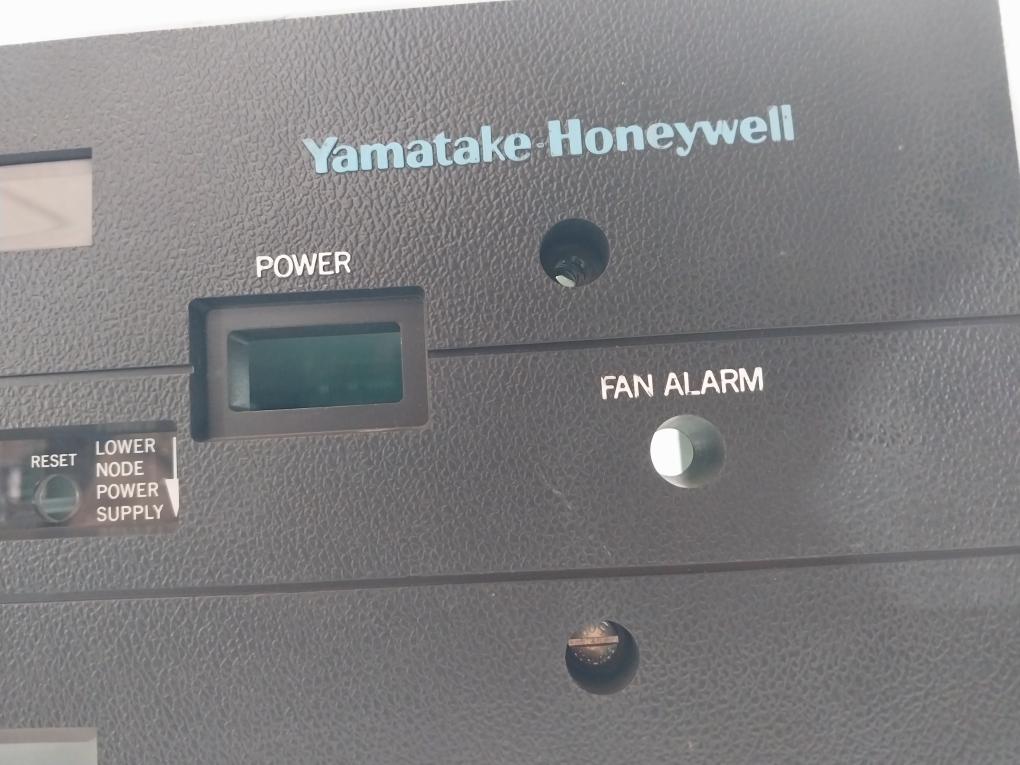 Yamatake-Honeywell
POWER
FAN ALARM
RESET
LOWER
NODE
POWER
SUPPLY